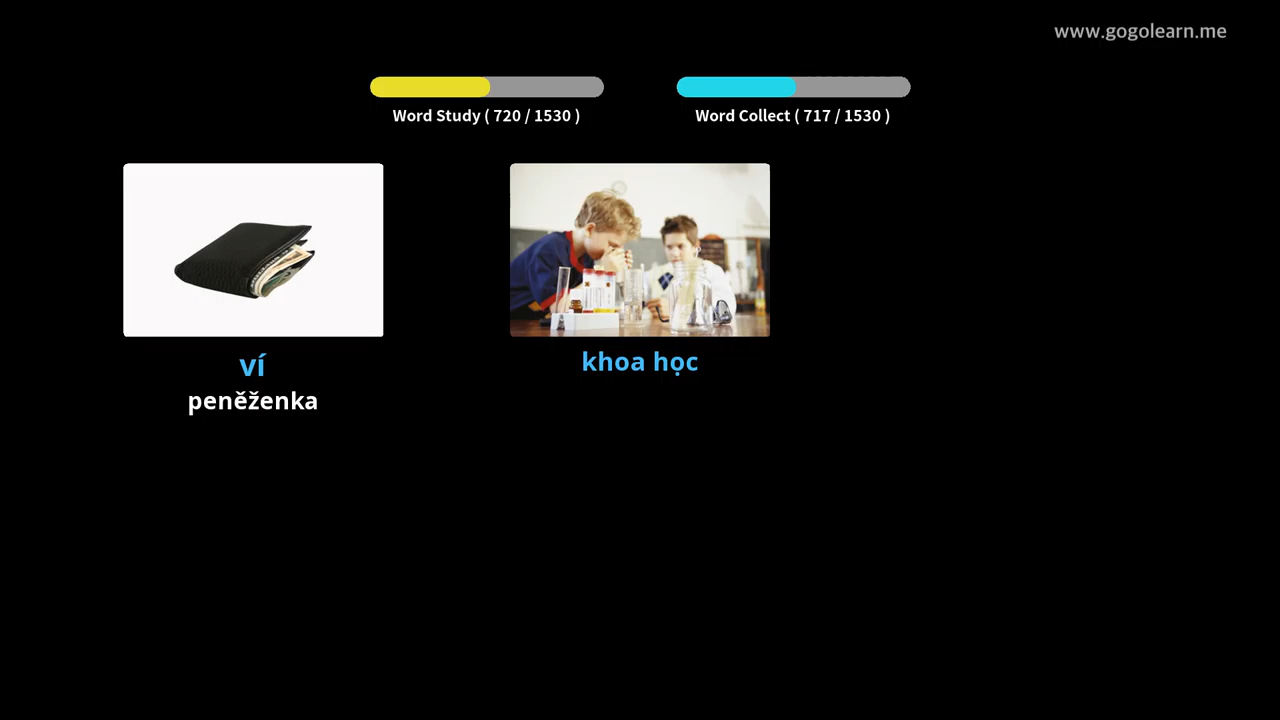 www.gogolearn.me
Word Study ( 720 / 1530 )
Word Collect ( 717 / 1530 )
ví
peněženka
khoa học